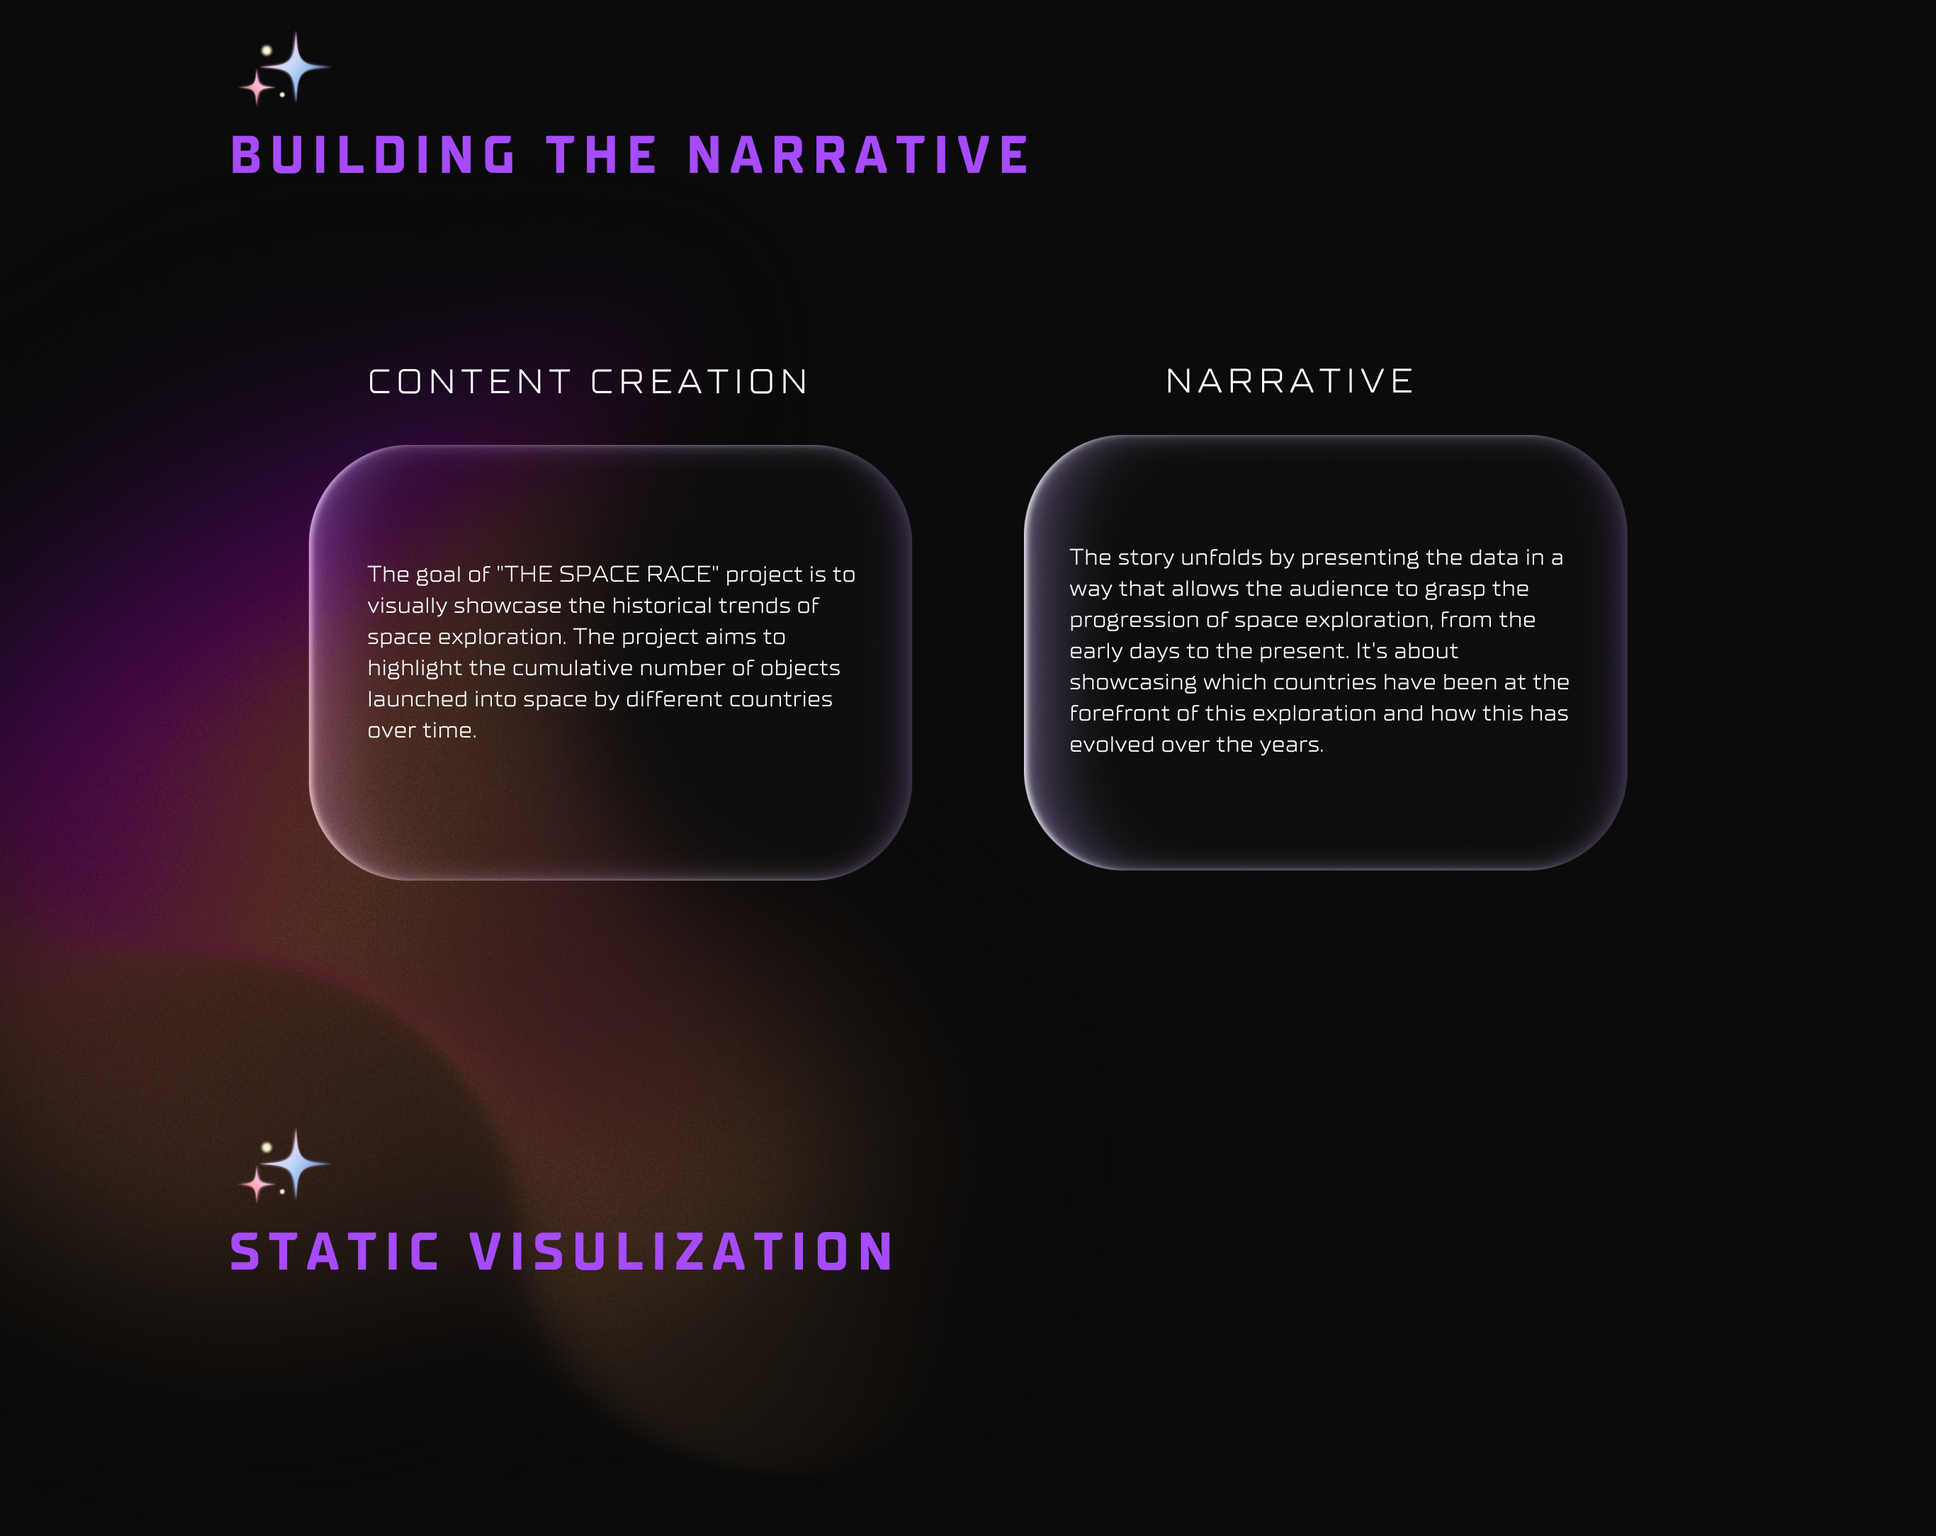 BUILDING THE NARRATIVE
CONTENT CREATION
The goal of "THE SPACE RACE" project is to
visually showcase the historical trends of
space exploration. The project aims to
highlight the cumulative number of objects
launched into space by different countries
over time.
NARRATIVE
The story unfolds by presenting the data in a
way that allows the audience to grasp the
progression of space exploration, from the
early days to the present. It's about
showcasing which countries have been at the
forefront of this exploration and how this has
evolved over the years.
STATIC VISULIZATION